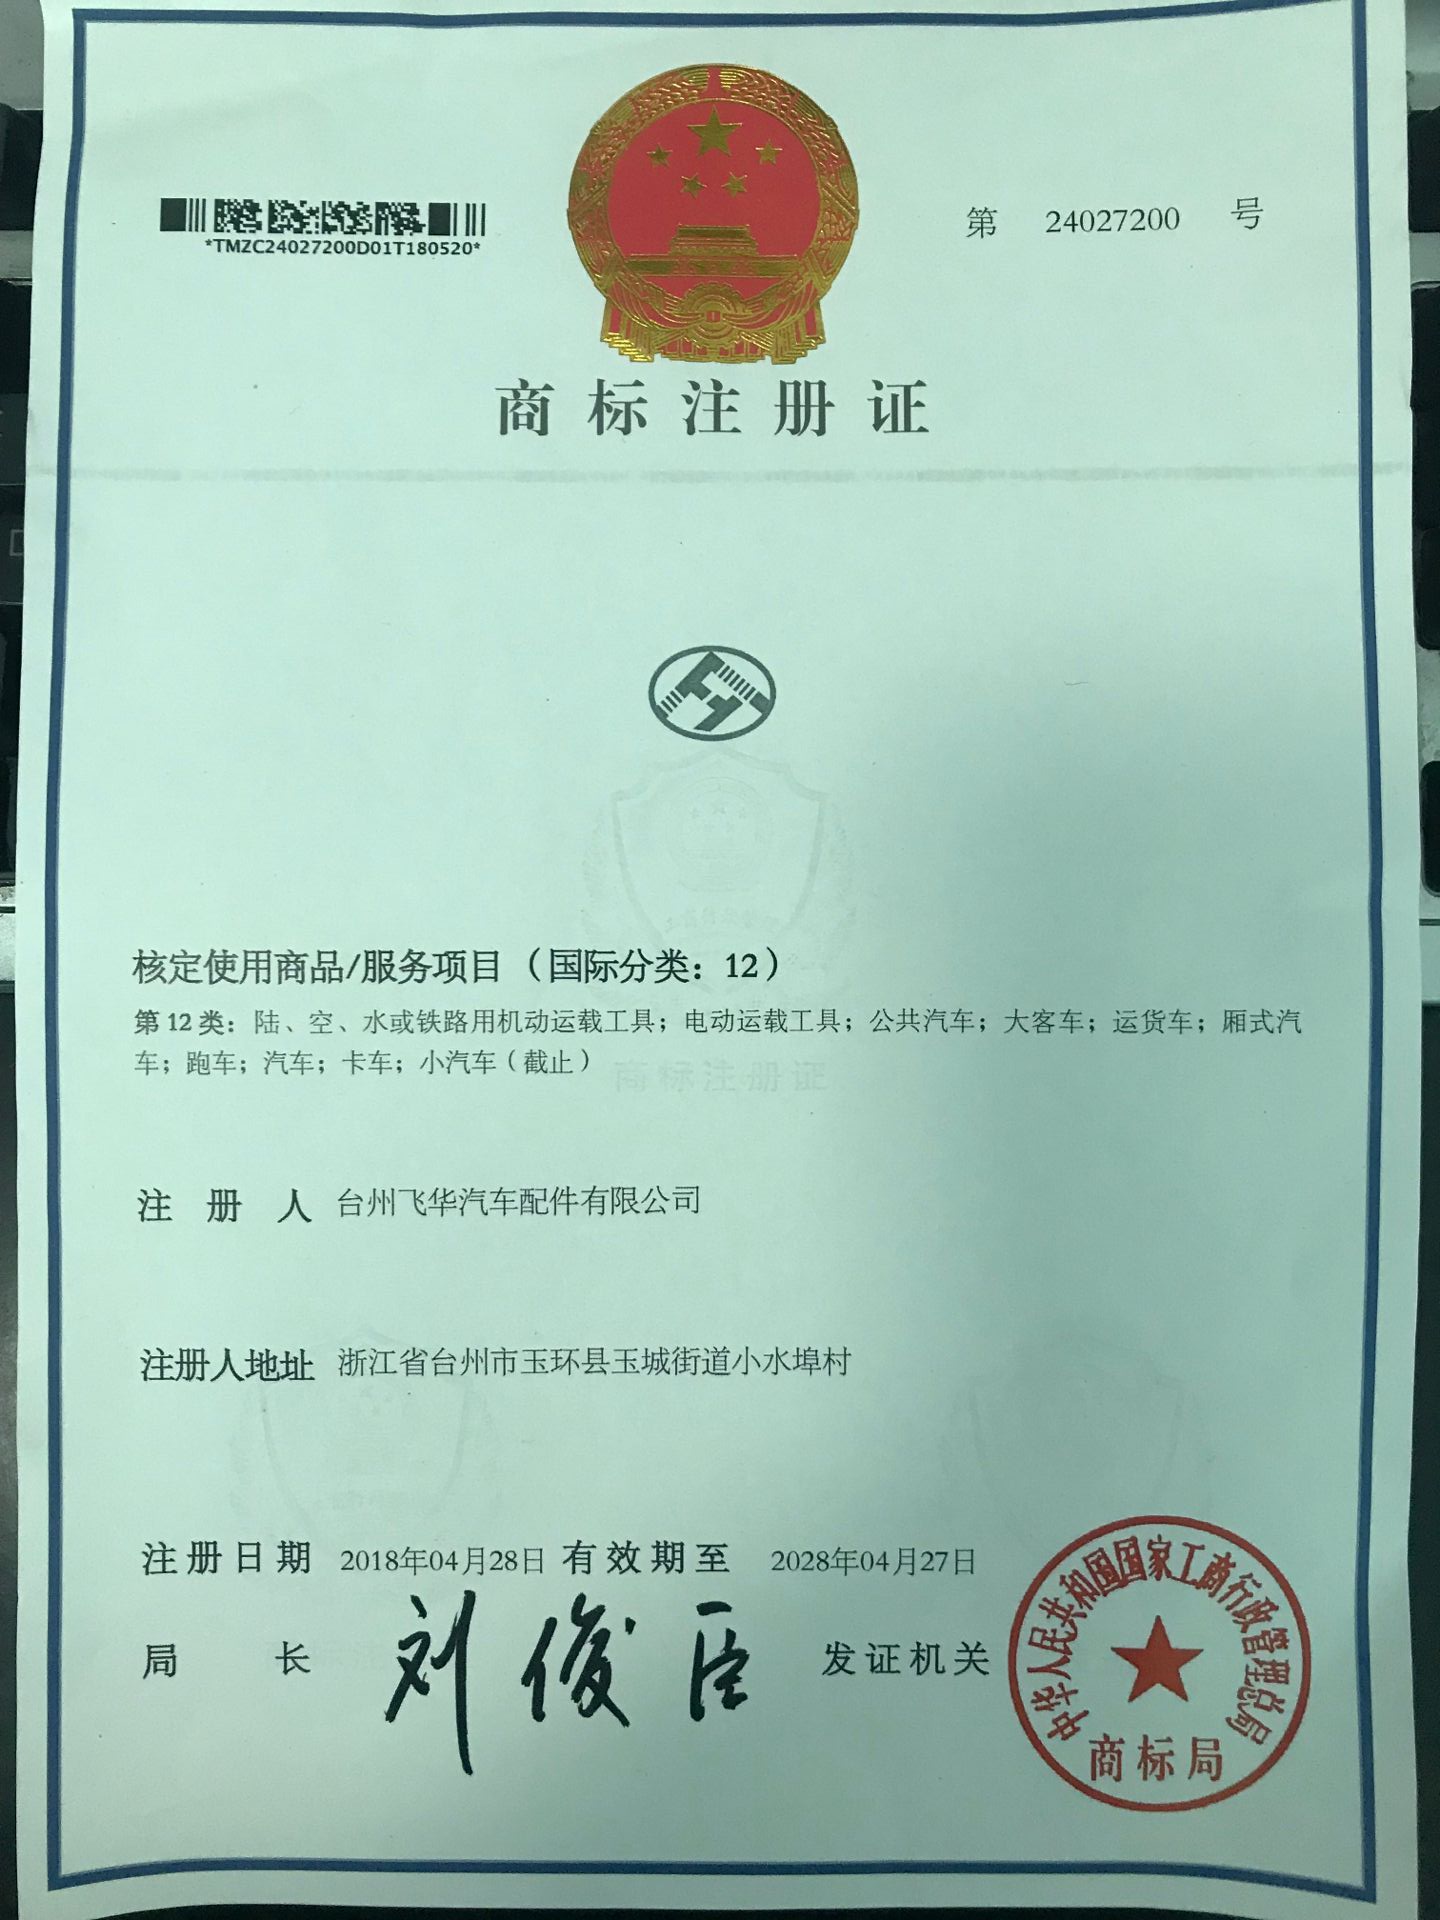 *TMZC24027200D01T180520*
第 24027200 号
商标注册证
核定使用商品/服务项目（国际分类：12）
第 12 类：陆、空、水或铁路用机动运载工具；电动运载工具；公共汽车；大客车；运货车；厢式汽
车；跑车；汽车；卡车；小汽车（截止）
商标注册证
注册人 台州飞华汽车配件有限公司
注册人地址 浙江省台州市玉环县玉城街道小水埠村
注册日期 2018年04月28日 有效期至 2028年04月27日
局长 刘俊臣 发证机关
中华人民共和国国家工商行政管理总局
商标局